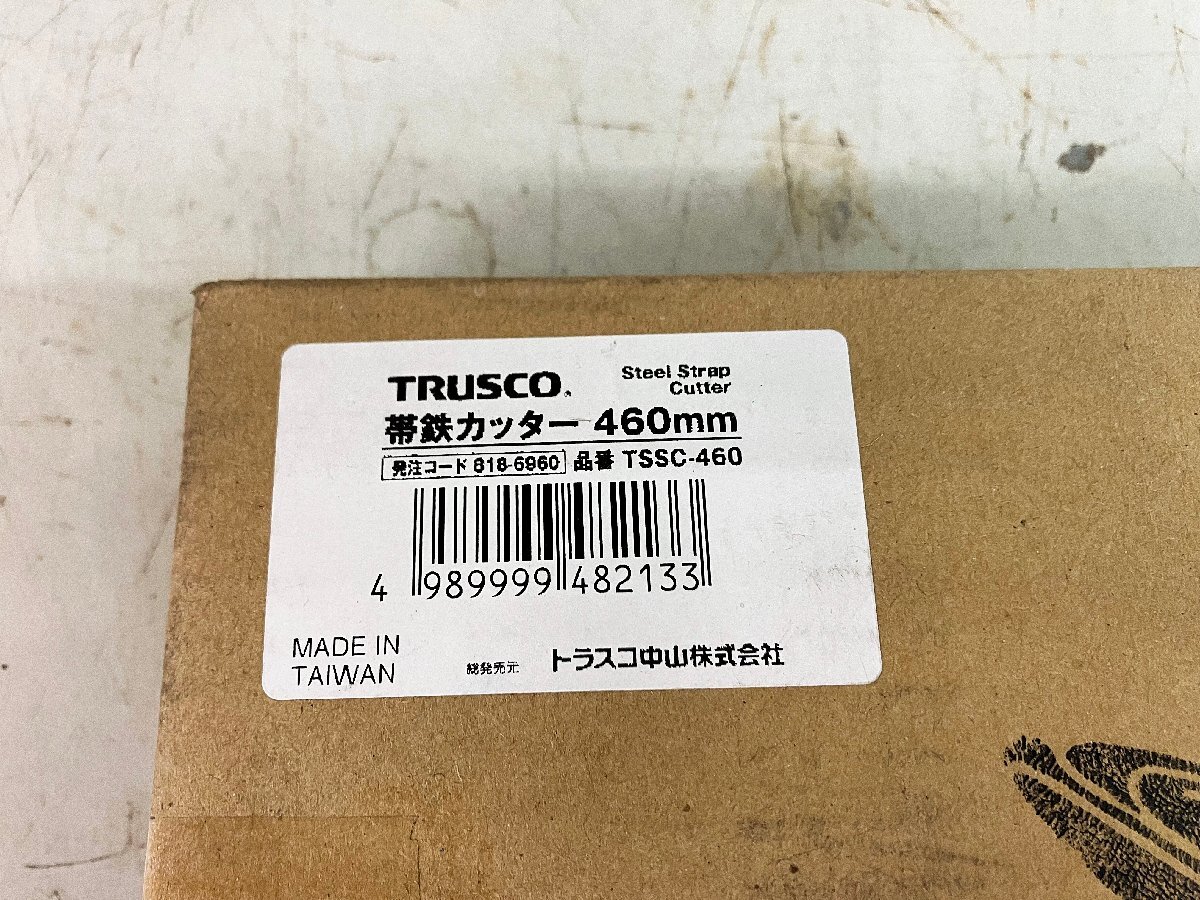 TRUSCO.
Steel Strap
Cutter
帯鉄カッター 460mm
発注コード 818-6960 品番 TSSC-460
4 989999 482133
MADE IN
TAIWAN
総発売元 トラスコ中山株式会社